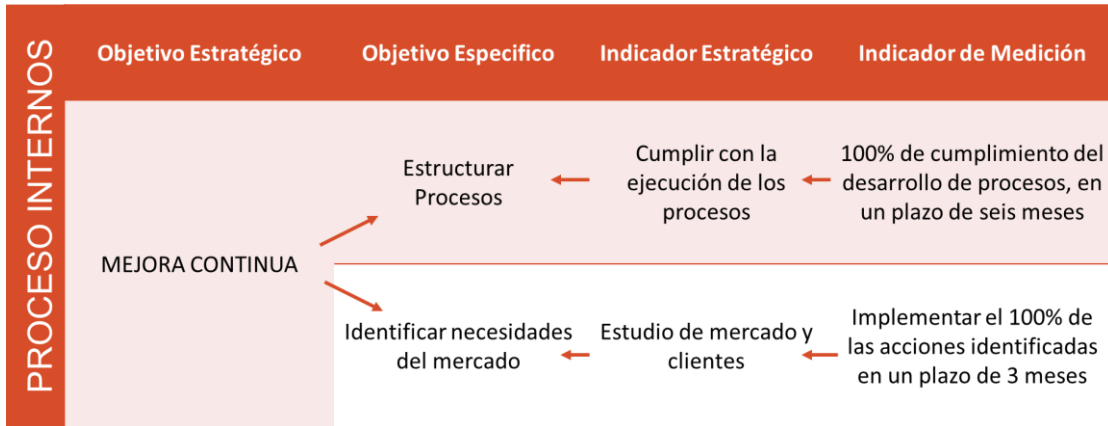 PROCESO INTERNOS
Objetivo Estratégico
Objetivo Especifico
Indicador Estratégico
Indicador de Medición
MEJORA CONTINUA
Estructurar
Procesos
Cumplir con la
ejecución de los
procesos
100% de cumplimiento del
desarrollo de procesos, en
un plazo de seis meses
Identificar necesidades
del mercado
Estudio de mercado y
clientes
Implementar el 100% de
las acciones identificadas
en un plazo de 3 meses